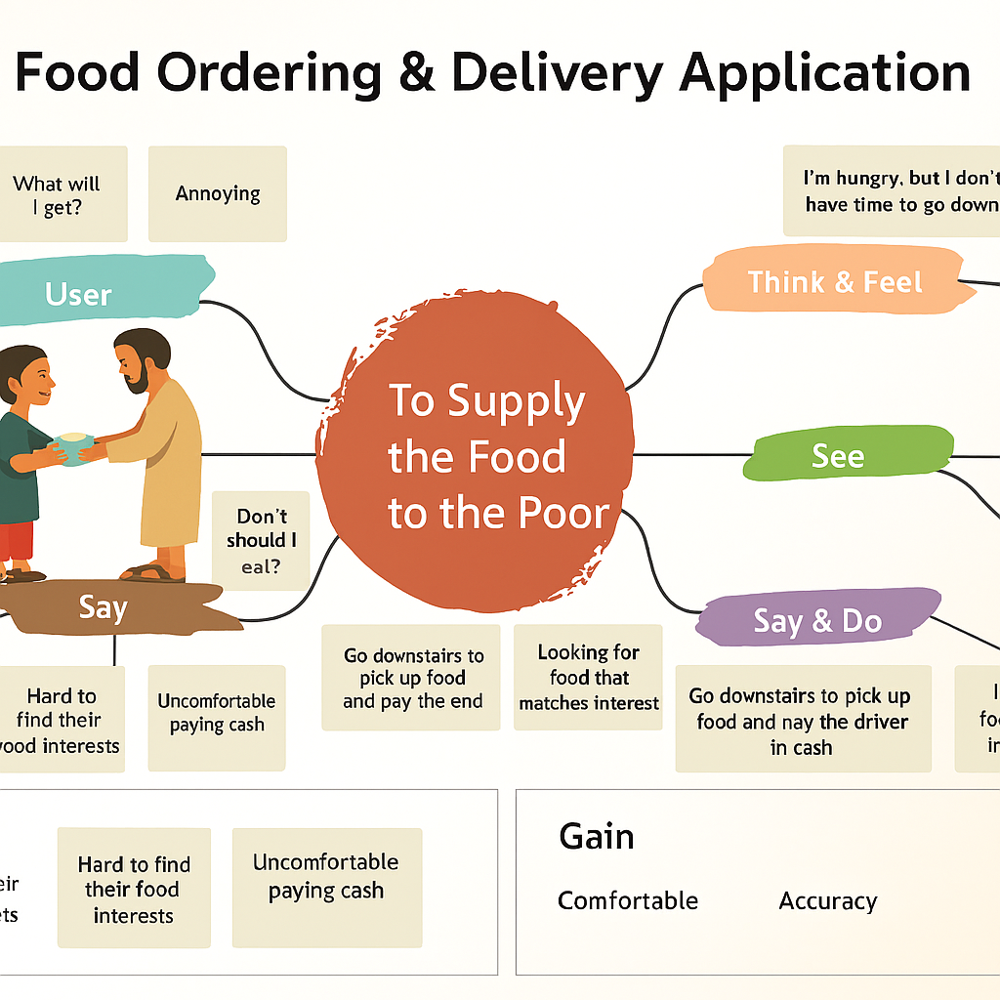 Food Ordering & Delivery Application
What will
I get?
Annoying
I'm hungry, but I don't
have time to go down
User
Think & Feel
To Supply
the Food
to the Poor
See
Don't
should I
eal?
Say
Say & Do
Go downstairs to
pick up food
and pay the end
Looking for
food that
matches interest
Hard to
find their
vood interests
Uncomfortable
paying cash
Go downstairs to pick up
food and nay the driver
in cash
Hard to find
their food
interests
Uncomfortable
paying cash
Gain
Comfortable
Accuracy